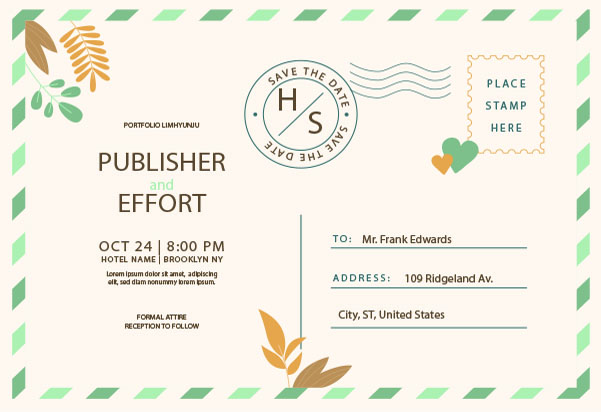 SAVE THE DATE · SAVE THE DATE ·
H
S
PLACE
STAMP
HERE
PORTFOLIO LIMHYUNJU
PUBLISHER
and
EFFORT
OCT 24 | 8:00 PM
HOTEL NAME | BROOKLYN NY
Lorem ipsum dolor sit amet, adipiscing
elit, sed diam nonummy lorem ipsum.
FORMAL ATTIRE
RECEPTION TO FOLLOW
TO: Mr. Frank Edwards
ADDRESS: 109 Ridgeland Av.
City, ST, United States